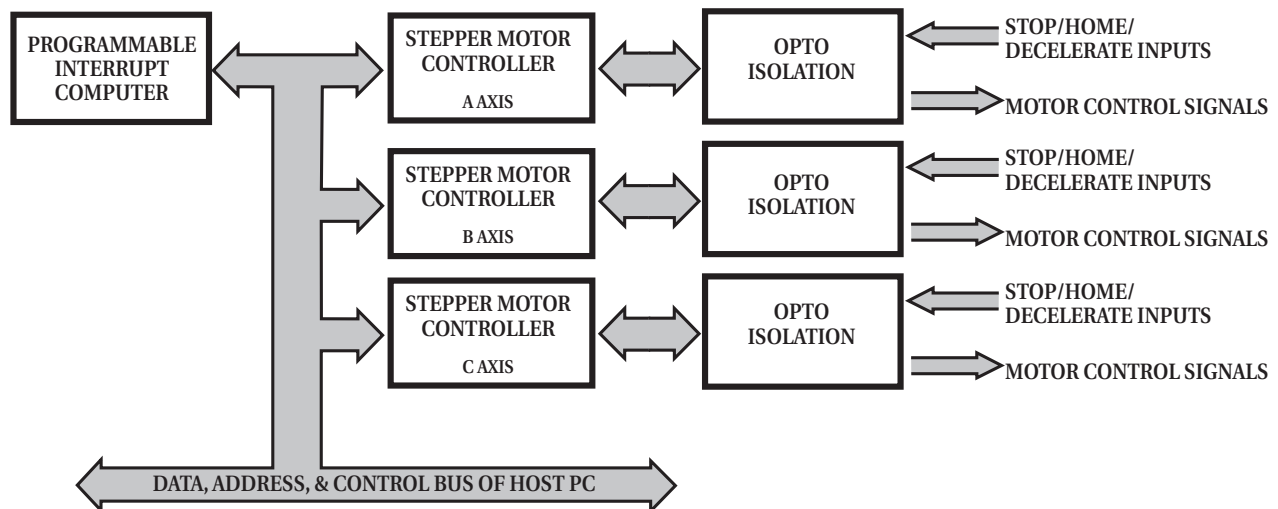 PROGRAMMABLE
INTERRUPT
COMPUTER
STEPPER MOTOR
CONTROLLER
A AXIS
OPTO
ISOLATION
STOP/HOME/
DECELERATE INPUTS
MOTOR CONTROL SIGNALS
STEPPER MOTOR
CONTROLLER
B AXIS
OPTO
ISOLATION
STOP/HOME/
DECELERATE INPUTS
MOTOR CONTROL SIGNALS
STEPPER MOTOR
CONTROLLER
C AXIS
OPTO
ISOLATION
STOP/HOME/
DECELERATE INPUTS
MOTOR CONTROL SIGNALS
DATA, ADDRESS, & CONTROL BUS OF HOST PC